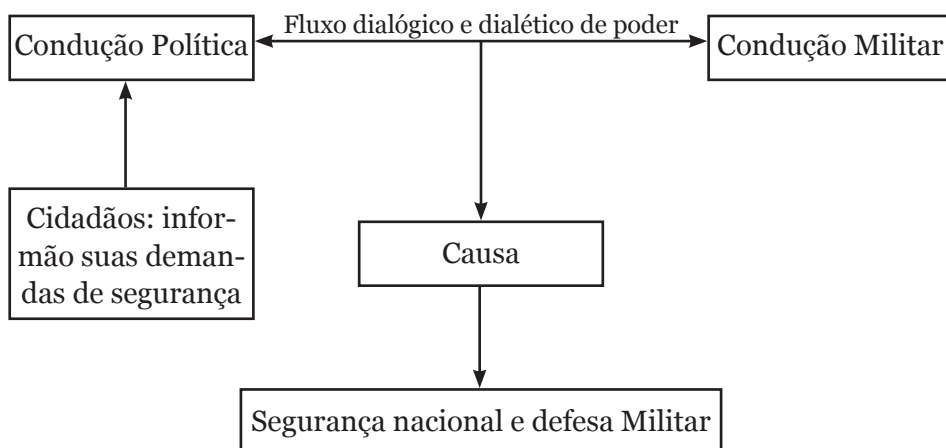 Fluxo dialógico e dialético de poder
Condução Política
Condução Militar
Cidadãos: infor-
mão suas deman-
das de segurança
Causa
Segurança nacional e defesa Militar